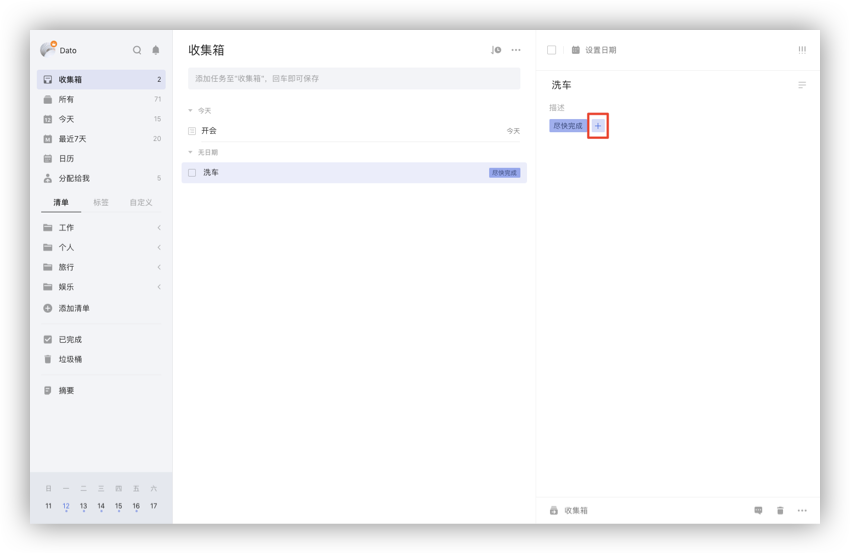 Dato
收集箱 2
所有 71
今天 15
最近7天 20
日历
分配给我 5
清单 标签 自定义
工作
个人
旅行
娱乐
添加清单
已完成
垃圾桶
摘要
日 一 二 三 四 五 六
11 12 13 14 15 16 17
收集箱
添加任务至"收集箱"，回车即可保存
今天
开会 今天
无日期
洗车 尽快完成
设置日期
洗车
描述
尽快完成
收集箱